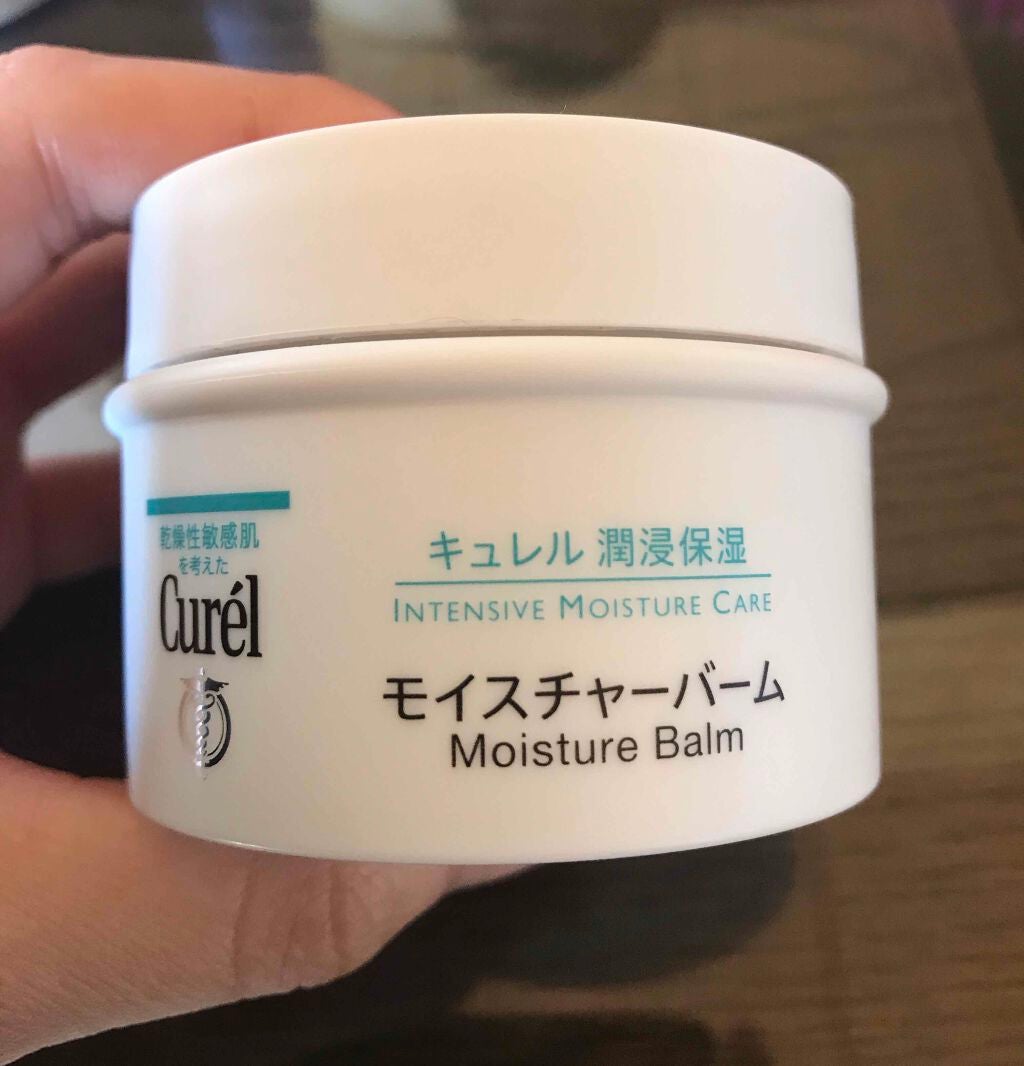 乾燥性敏感肌
を考えた
Curél
キュレル 潤浸保湿
INTENSIVE MOISTURE CARE
モイスチャーバーム
Moisture Balm